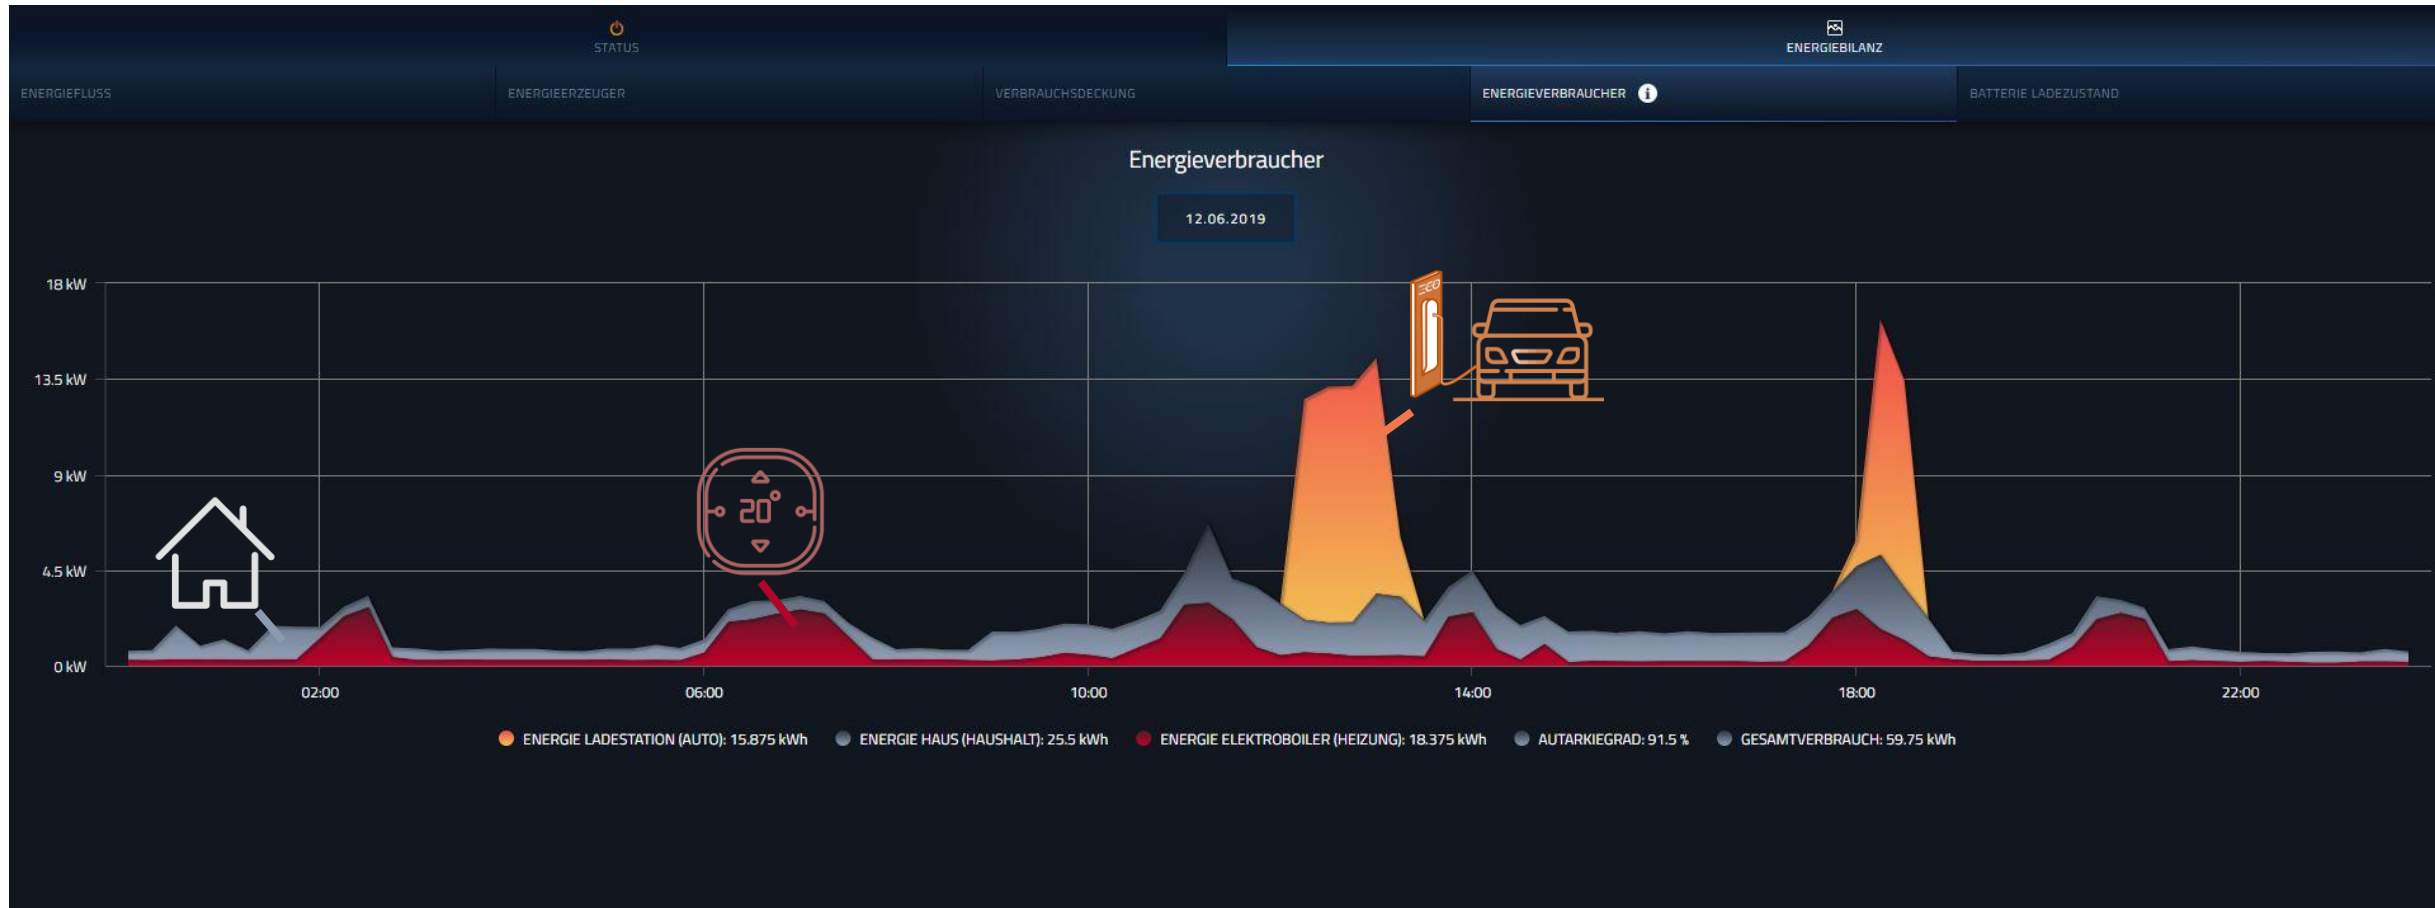 STATUS
ENERGIEBILANZ
ENERGIEFLUSS
ENERGIEERZEUGER
VERBRAUCHSDECKUNG
ENERGIEVERBRAUCHER i
BATTERIE LADEZUSTAND
Energieverbraucher
12.06.2019
18 kW
13.5 kW
9 kW
4.5 kW
0 kW
20°
ECO
02:00
06:00
10:00
14:00
18:00
22:00
ENERGIE LADESTATION (AUTO): 15.875 kWh
ENERGIE HAUS (HAUSHALT): 25.5 kWh
ENERGIE ELEKTROBOILER (HEIZUNG): 18.375 kWh
AUTARKIEGRAD: 91.5 %
GESAMTVERBRAUCH: 59.75 kWh